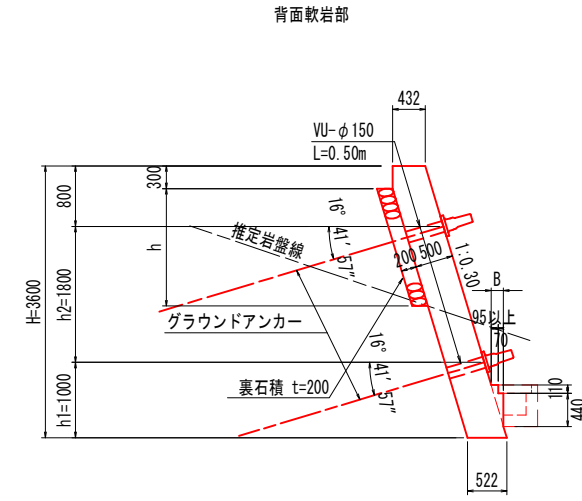 背面軟岩部
432
VU-φ150
L=0.50m
300
800
16° 41′ 57″
推定岩盤線
h
200
500
1:0.30
B
H=3600
h2=1800
95以上
グラウンドアンカー
70
16° 41′ 57″
裏石積 t=200
h1=1000
110
440
522